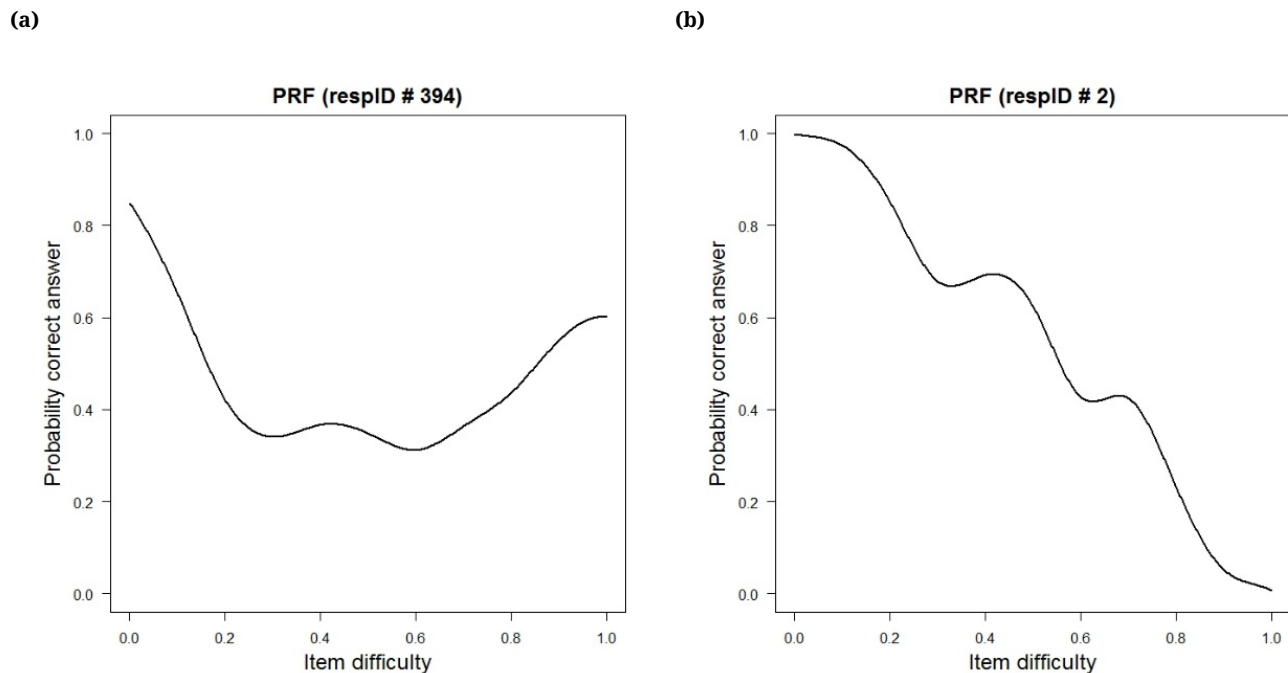 (a)
PRF (respID # 394)
Probability correct answer
1.0
0.8
0.6
0.4
0.2
0.0
0.0 0.2 0.4 0.6 0.8 1.0
Item difficulty
(b)
PRF (respID # 2)
Probability correct answer
1.0
0.8
0.6
0.4
0.2
0.0
0.0 0.2 0.4 0.6 0.8 1.0
Item difficulty